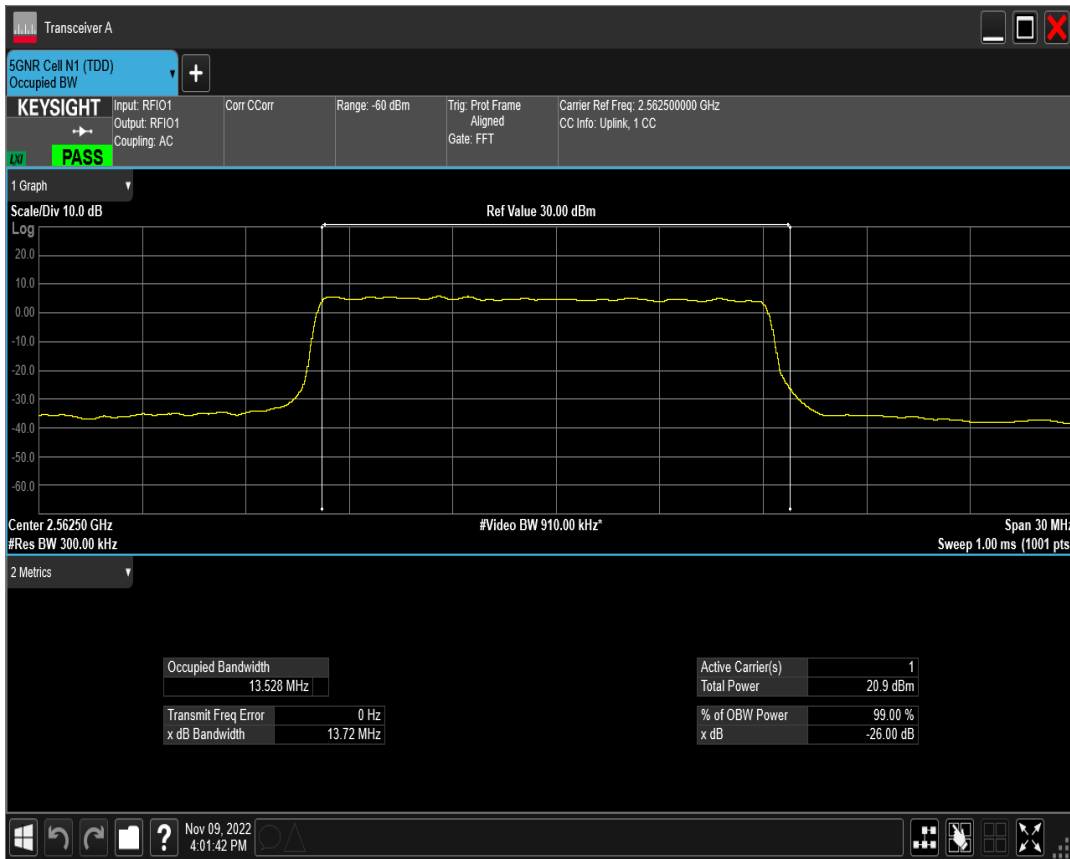 Transceiver A
5GNR Cell N1 (TDD)
Occupied BW
+
KEYSIGHT
LXI
PASS
Input: RFIO1
Output: RFIO1
Coupling: AC
Corr CCorr
Range: -60 dBm
Trig: Prot Frame
Aligned
Gate: FFT
Carrier Ref Freq: 2.562500000 GHz
CC Info: Uplink, 1 CC
1 Graph
Scale/Div 10.0 dB
Ref Value 30.00 dBm
Log
20.0
10.0
0.00
-10.0
-20.0
-30.0
-40.0
-50.0
-60.0
Center 2.56250 GHz
#Video BW 910.00 kHz*
Span 30 MHz
#Res BW 300.00 kHz
Sweep 1.00 ms (1001 pts
2 Metrics
Occupied Bandwidth
13.528 MHz
Transmit Freq Error 0 Hz
x dB Bandwidth 13.72 MHz
Active Carrier(s) 1
Total Power 20.9 dBm
% of OBW Power 99.00 %
x dB -26.00 dB
?
Nov 09, 2022
4:01:42 PM